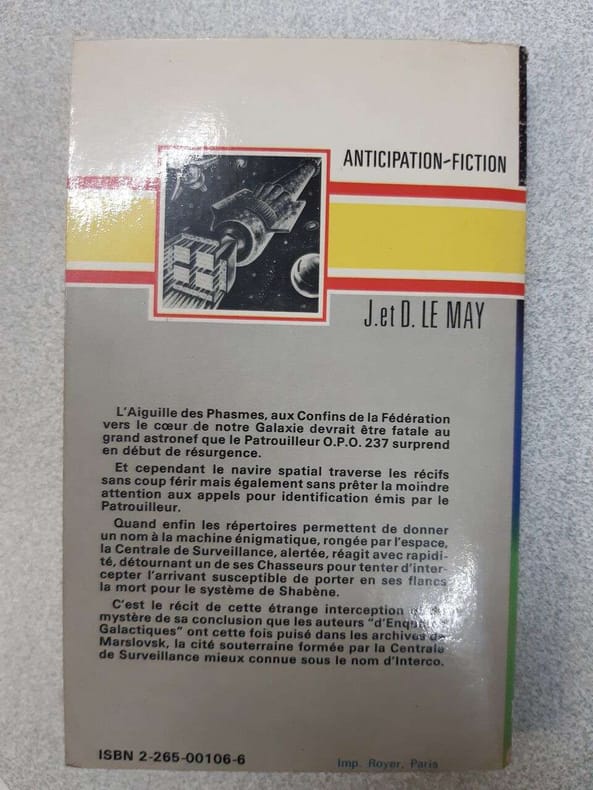 ANTICIPATION-FICTION
J. et D. LE MAY
L'Aiguille des Phasmes, aux Confins de la Fédération
vers le cœur de notre Galaxie devrait être fatale au
grand astronef que le Patrouilleur O.P.O. 237 surprend
en début de résurgence.
Et cependant le navire spatial traverse les récifs
sans coup férir mais également sans prêter la moindre
attention aux appels pour identification émis par le
Patrouilleur.
Quand enfin les répertoires permettent de donner
un nom à la machine énigmatique, rongée par l'espace,
la Centrale de Surveillance, alertée, réagit avec rapidi-
té, détournant un de ses Chasseurs pour tenter d'inter-
cepter l'arrivant susceptible de porter en ses flancs
la mort pour le système de Shabène.
C'est le récit de cette étrange interception
mystère de sa conclusion que les auteurs "d'Enquêtes
Galactiques" ont cette fois puisé dans les archives de
Marslovsk, la cité souterraine formée par la Centrale
de Surveillance mieux connue sous le nom d'Interco.
ISBN 2-265-00106-6
Imp. Royer, Paris